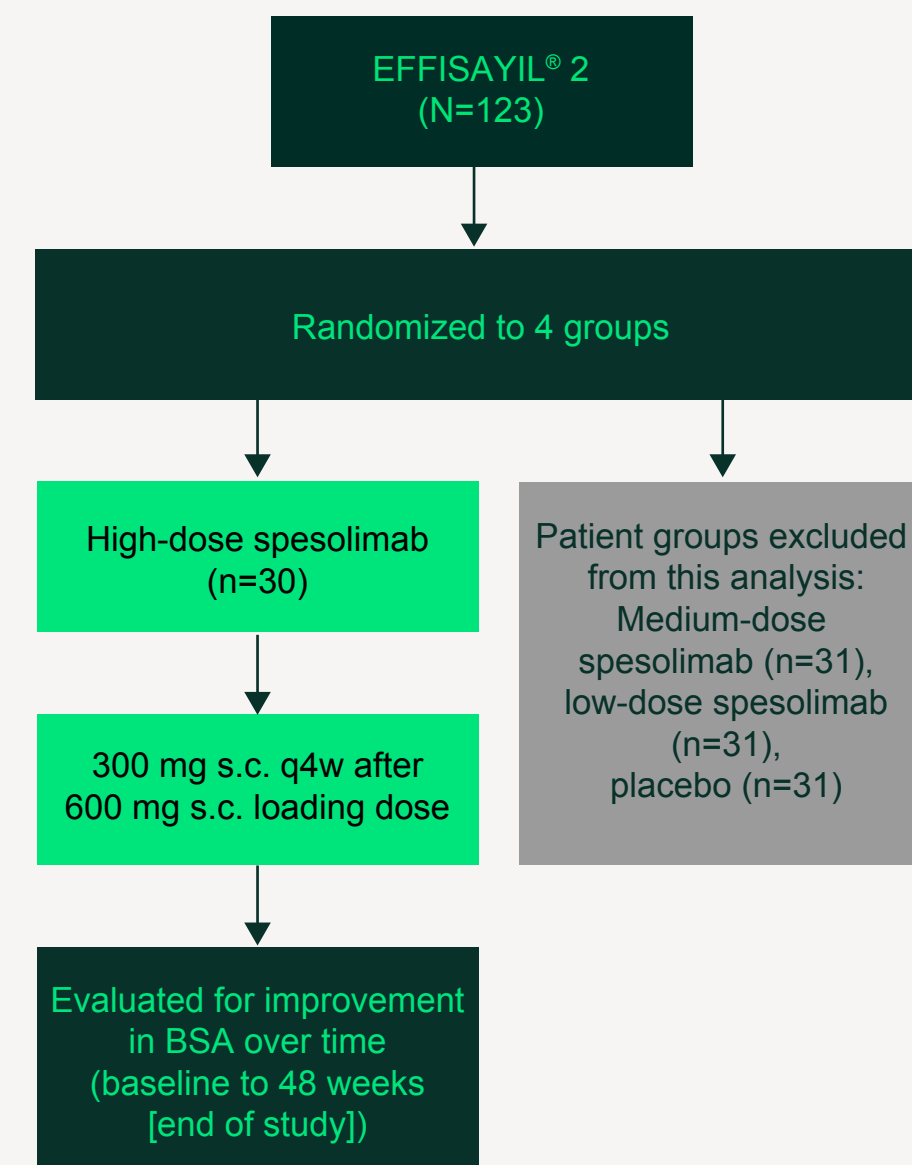 EFFISAYIL® 2
(N=123)
Randomized to 4 groups
High-dose spesolimab
(n=30)
300 mg s.c. q4w after
600 mg s.c. loading dose
Evaluated for improvement
in BSA over time
(baseline to 48 weeks
[end of study])
Patient groups excluded
from this analysis:
Medium-dose
spesolimab (n=31),
low-dose spesolimab
(n=31),
placebo (n=31)